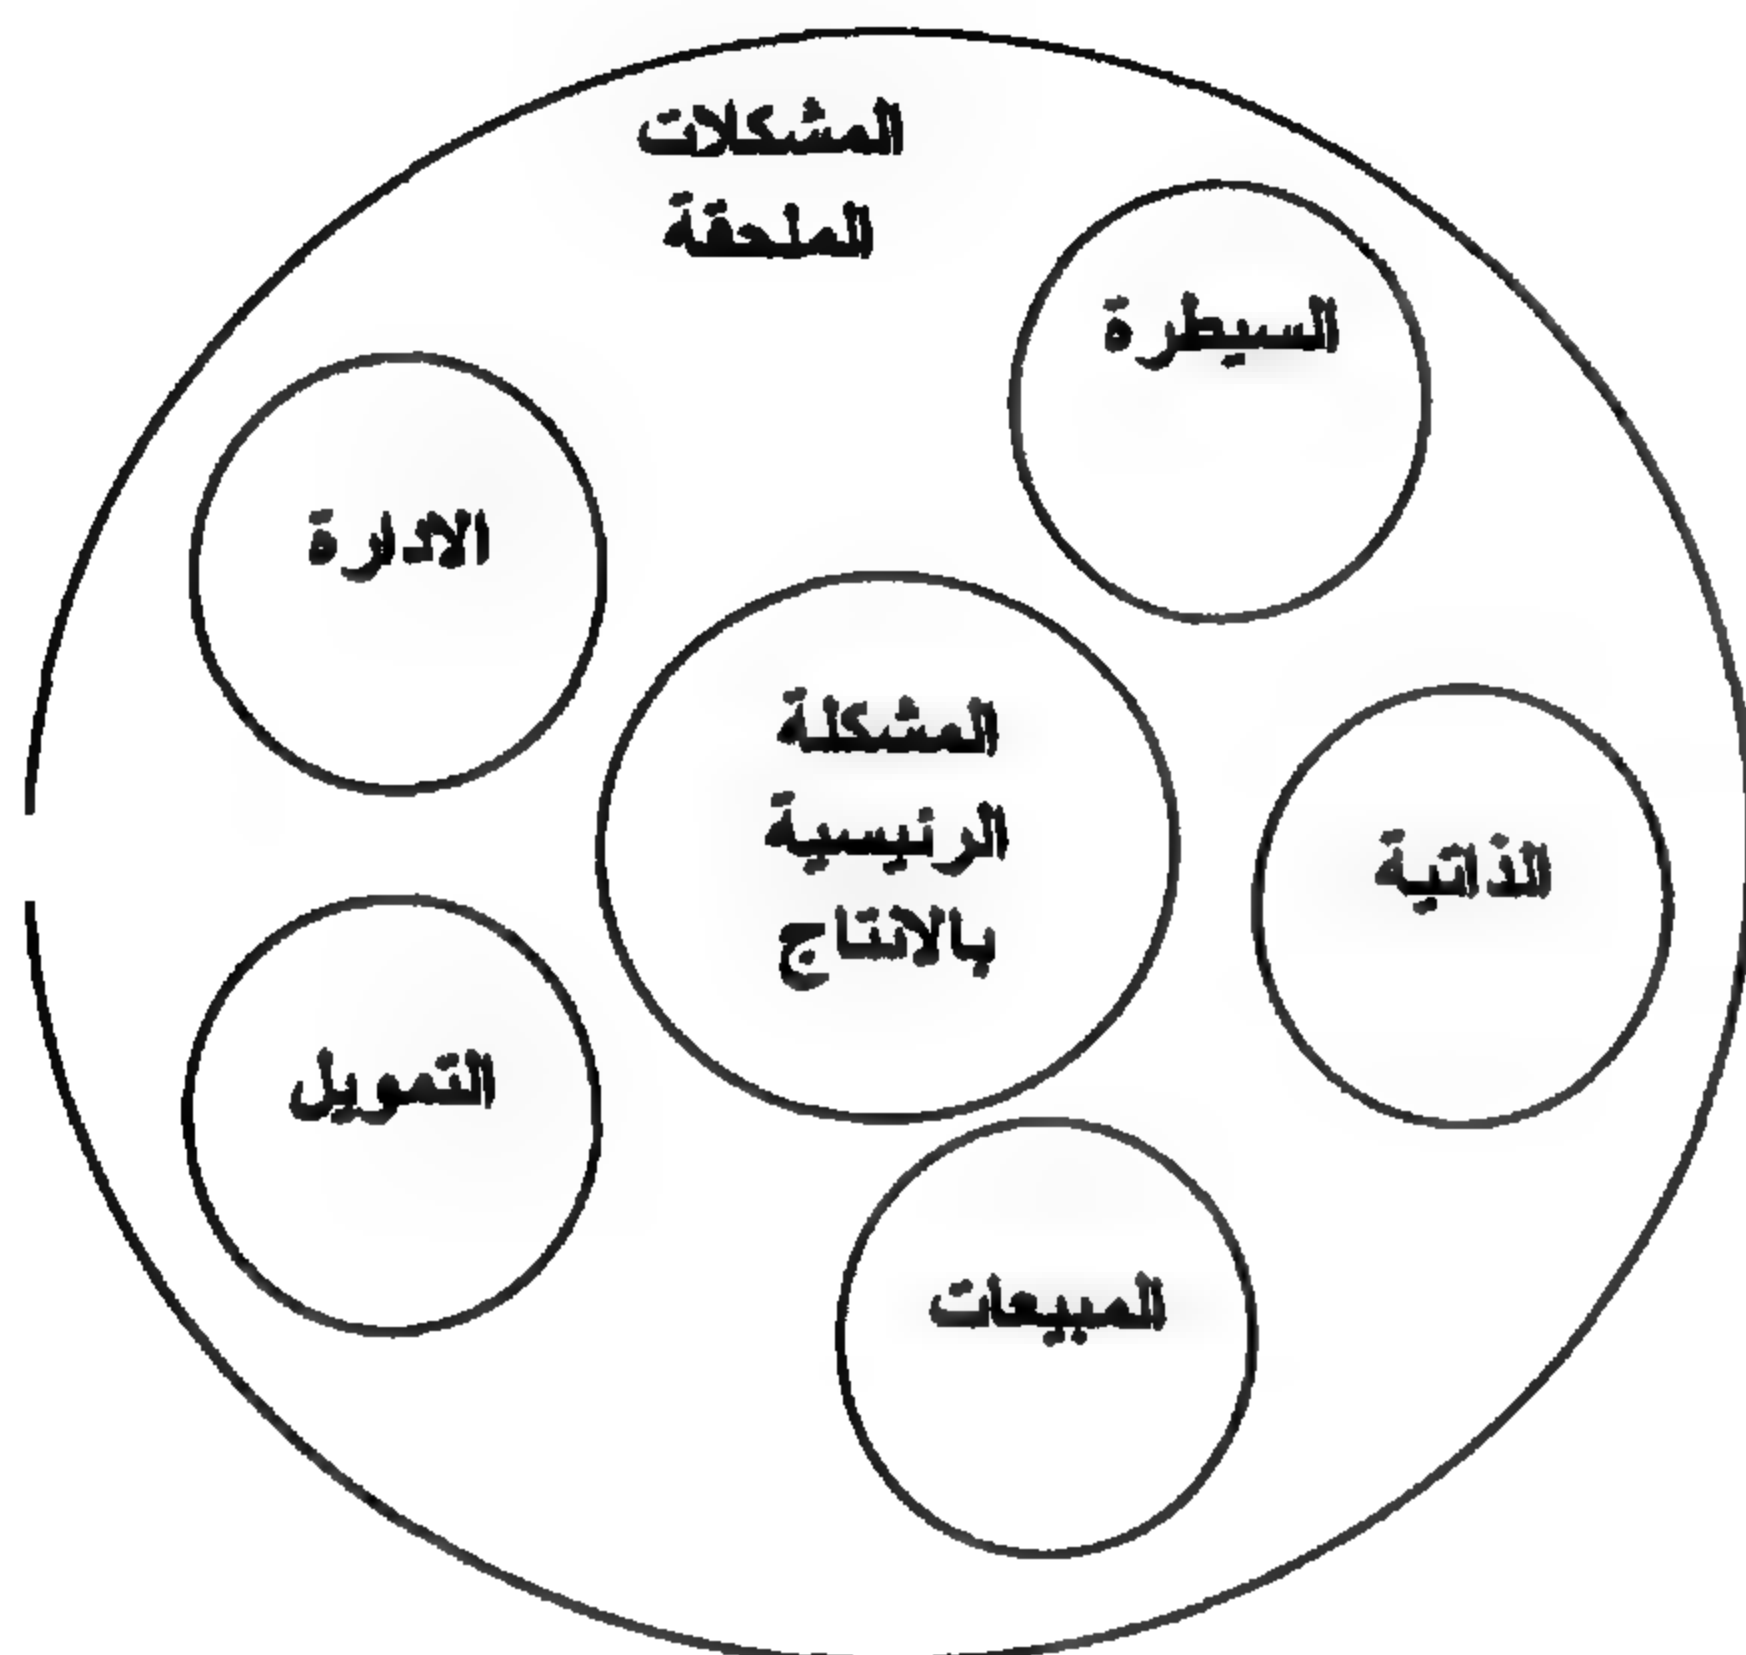 المشكلات
الملحقة
السيطرة
الادارة
المشكلة
الرئيسية
بالانتاج
الذاتية
التمويل
المبيعات